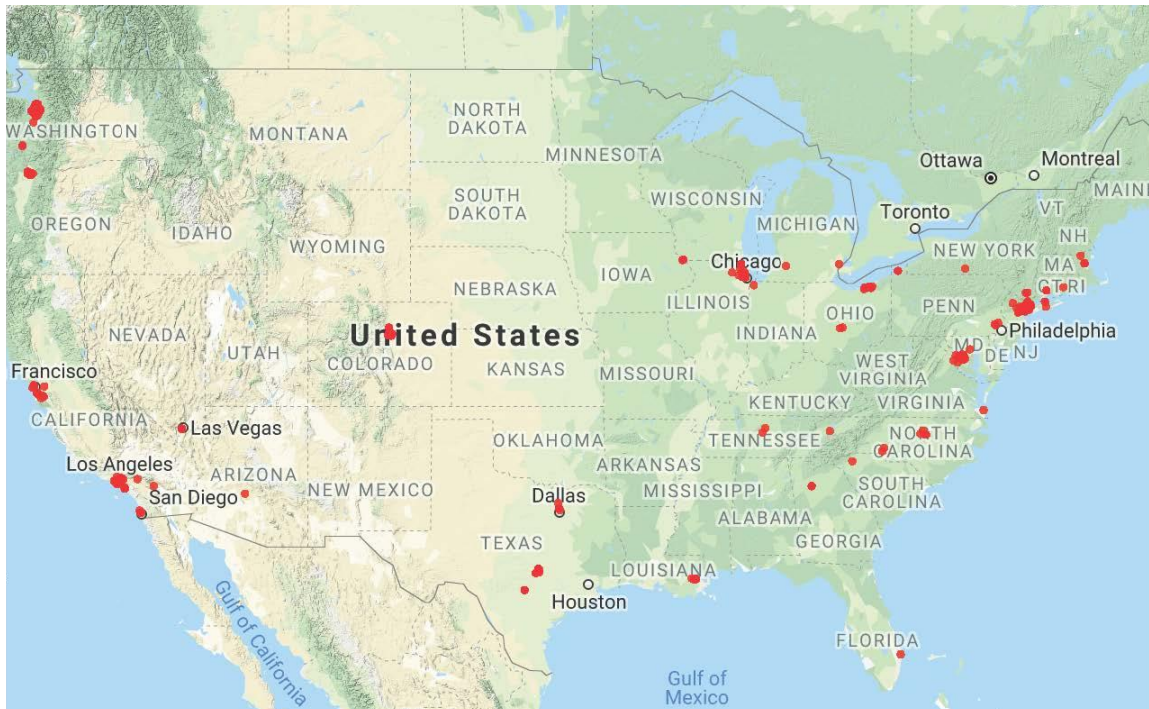 NORTH
DAKOTA
MONTANA
WASHINGTON
MINNESOTA
Ottawa
Montreal
MAIN
SOUTH
DAKOTA
WISCONSIN
MICHIGAN
Toronto
VT
OREGON
IDAHO
WYOMING
NEW YORK
NH
MA
CT RI
IOWA
Chicago
NEBRASKA
ILLINOIS
INDIANA
OHIO
PENN
Philadelphia
United States
NEVADA
UTAH
COLORADO
KANSAS
MISSOURI
WEST
VIRGINIA
MD
DE
NJ
Francisco
CALIFORNIA
KENTUCKY
VIRGINIA
Las Vegas
OKLAHOMA
TENNESSEE
NORTH
CAROLINA
Los Angeles
ARIZONA
NEW MEXICO
ARKANSAS
San Diego
Dallas
MISSISSIPPI
SOUTH
CAROLINA
ALABAMA
GEORGIA
TEXAS
LOUISIANA
Houston
Gulf of California
FLORIDA
Gulf of
Mexico